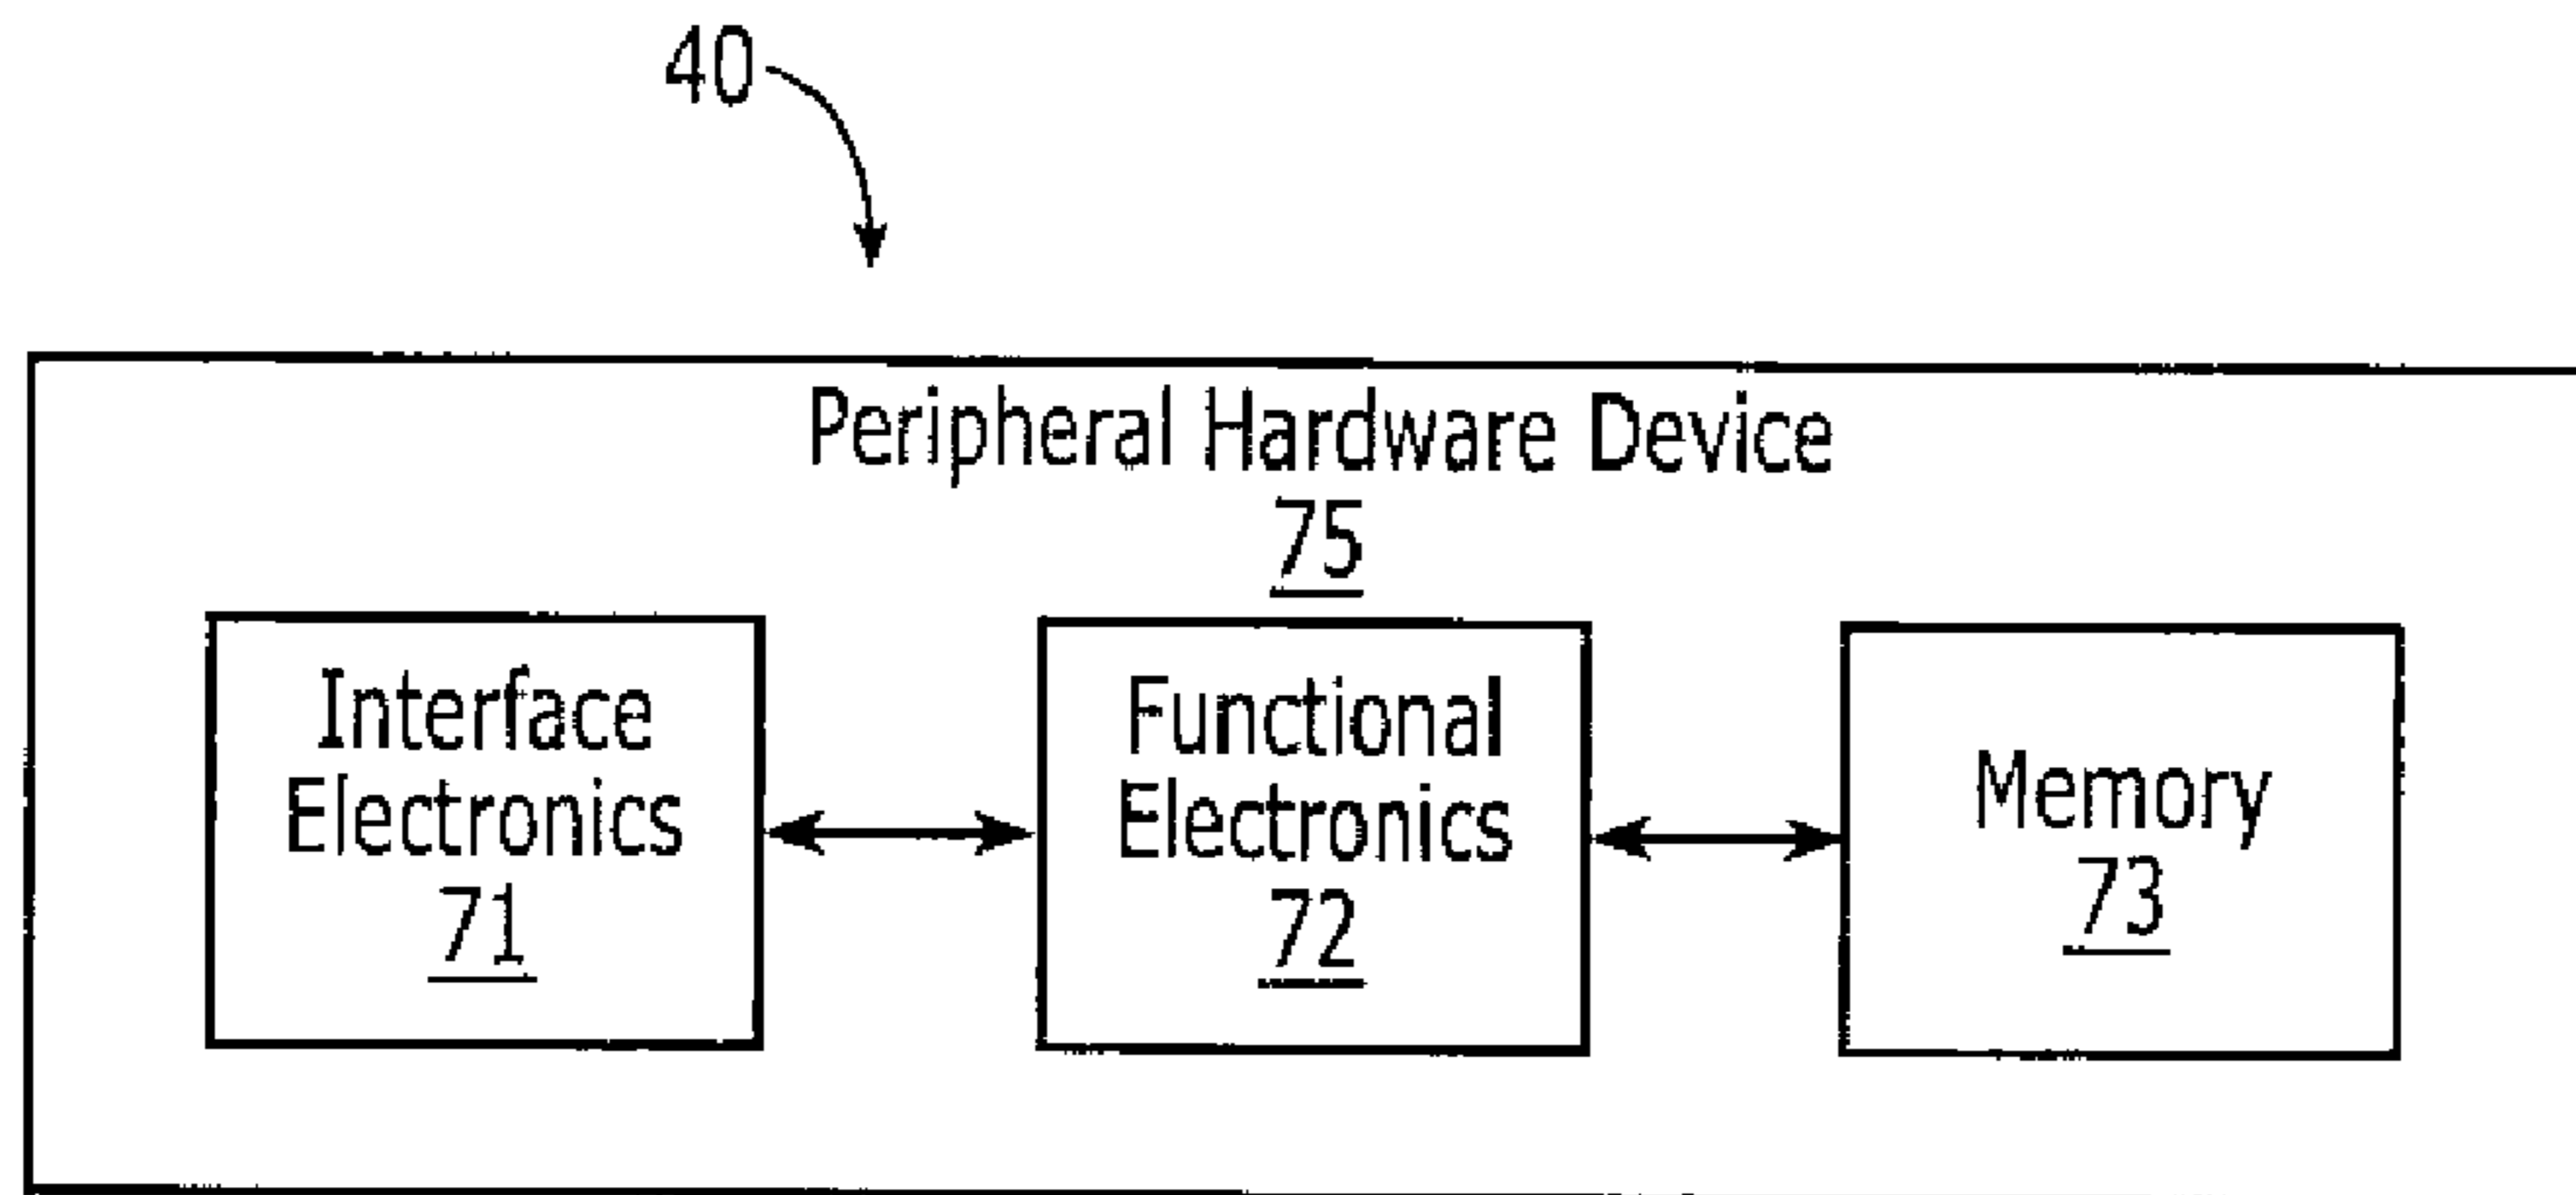 40
Peripheral Hardware Device
75
Interface
Electronics
71
Functional
Electronics
72
Memory
73